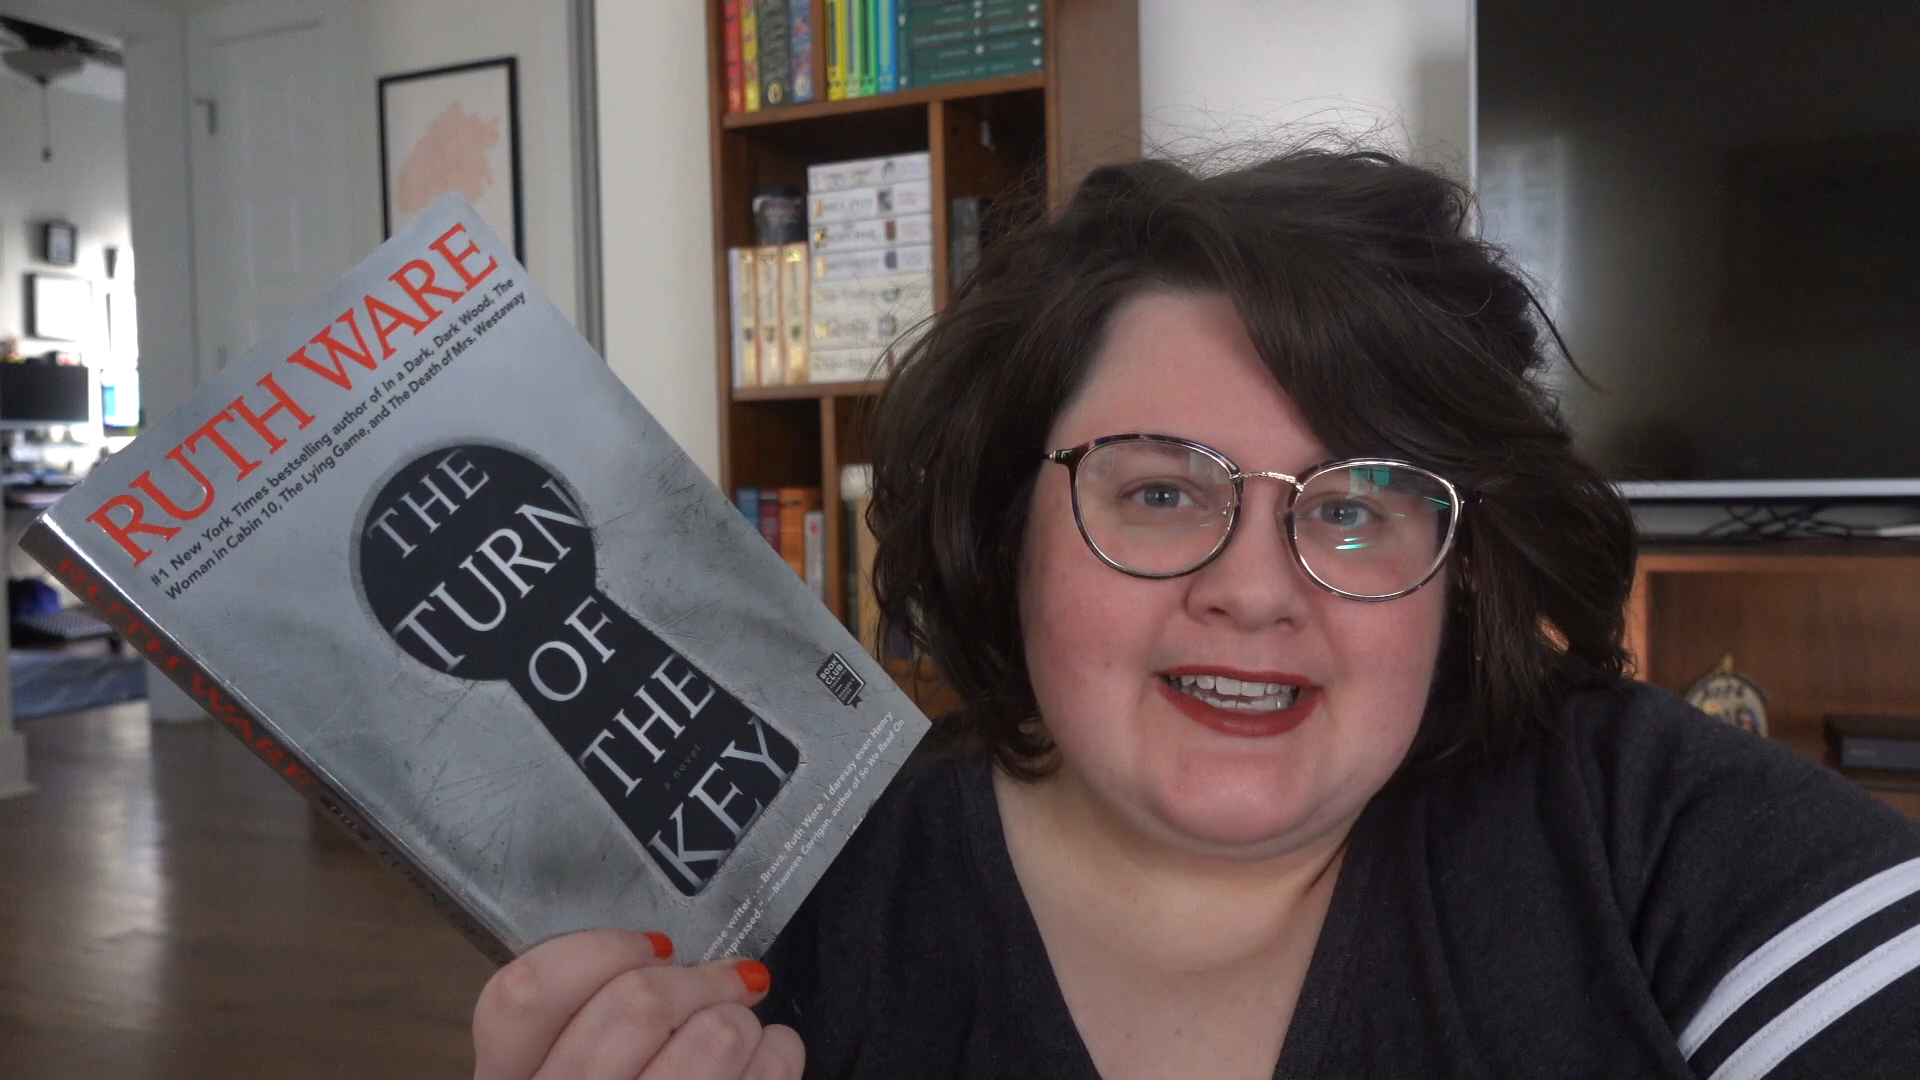 RUTH WARE
#1 New York Times bestselling author of In a Dark, Dark Wood, The
Woman in Cabin 10, The Lying Game, and The Death of Mrs. Westaway
THE
TURN
OF
THE
a novel
KEY
BOOK
CLUB
Brava, Ruth Ware. I daresay even Henry
—Maureen Corrigan, author of So We Read On
RUTH WARE